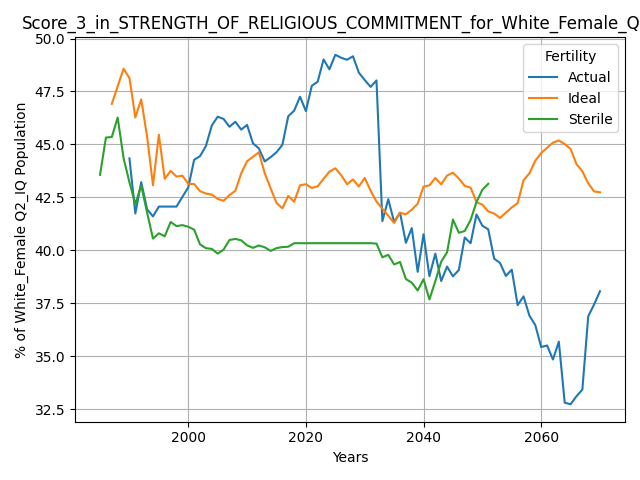 Score_3_in_STRENGTH_OF_RELIGIOUS_COMMITMENT_for_White_Female_Q
50.0
47.5
45.0
42.5
40.0
37.5
35.0
32.5
% of White_Female Q2_IQ Population
Fertility
Actual
Ideal
Sterile
2000
2020
2040
2060
Years